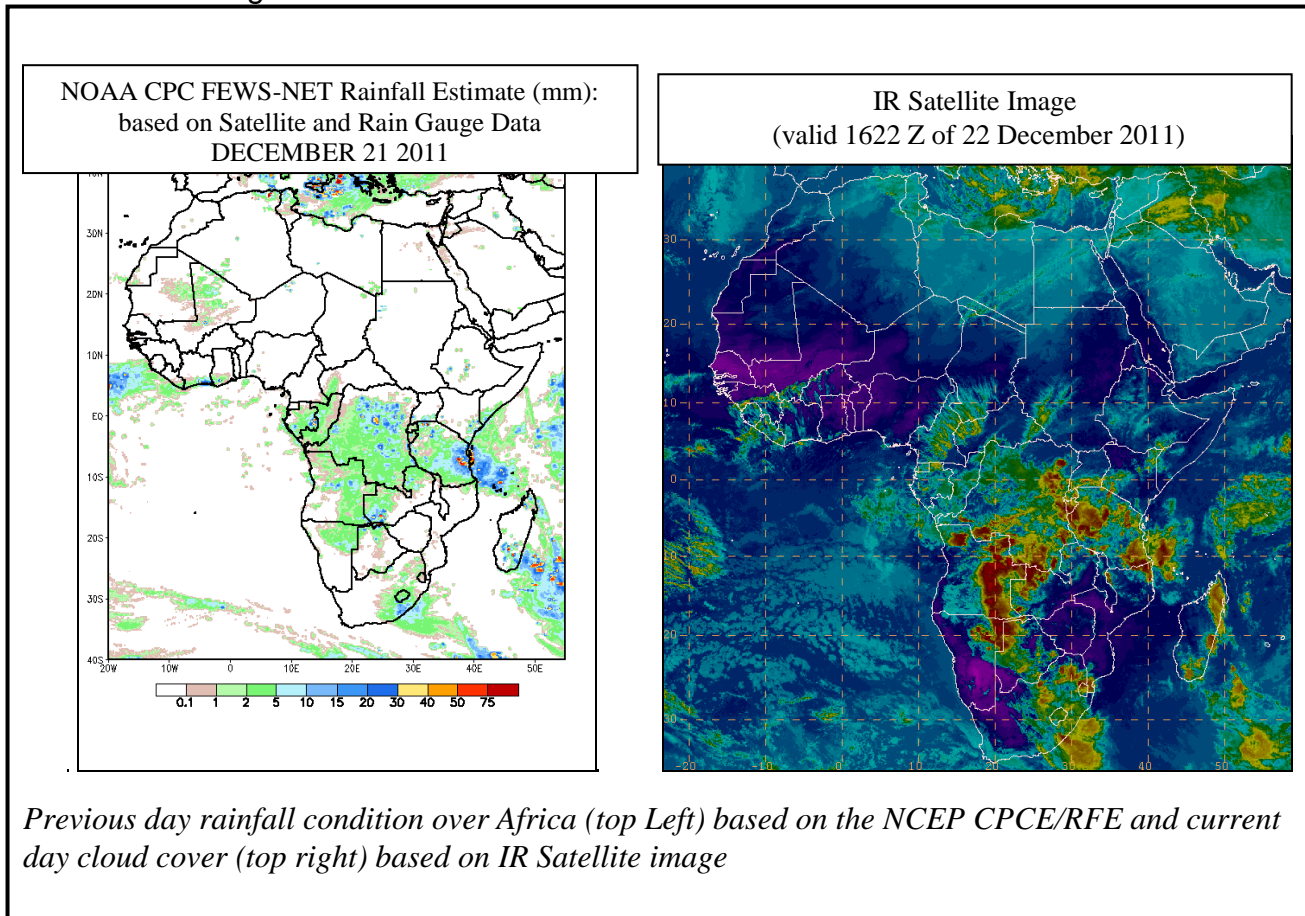 NOAA CPC FEWS-NET Rainfall Estimate (mm):
based on Satellite and Rain Gauge Data
DECEMBER 21 2011
IR Satellite Image
(valid 1622 Z of 22 December 2011)
30N
20N
10N
EQ
10S
20S
30S
40S
20W 10W 0 10E 20E 30E 40E 50E
0.1 1 2 5 10 15 20 30 40 50 75
30
20
10
0
10
20
30
-20 -10 0 10 20 30 40 50
Previous day rainfall condition over Africa (top Left) based on the NCEP CPCE/RFE and current
day cloud cover (top right) based on IR Satellite image